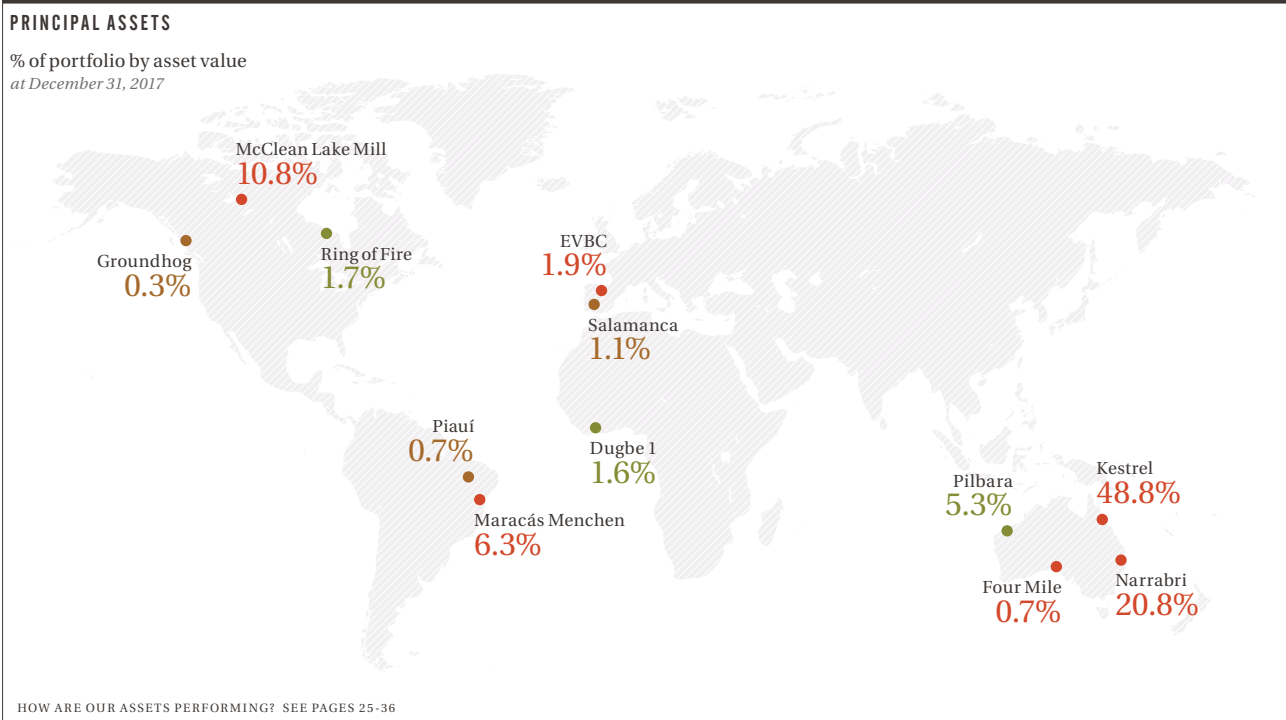 PRINCIPAL ASSETS
% of portfolio by asset value
at December 31, 2017
McClean Lake Mill
10.8%
Groundhog
0.3%
Ring of Fire
1.7%
EVBC
1.9%
Salamanca
1.1%
Piauí
0.7%
Maracás Menchen
6.3%
Dugbe 1
1.6%
Pilbara
5.3%
Kestrel
48.8%
Four Mile
0.7%
Narrabri
20.8%
HOW ARE OUR ASSETS PERFORMING? SEE PAGES 25-36